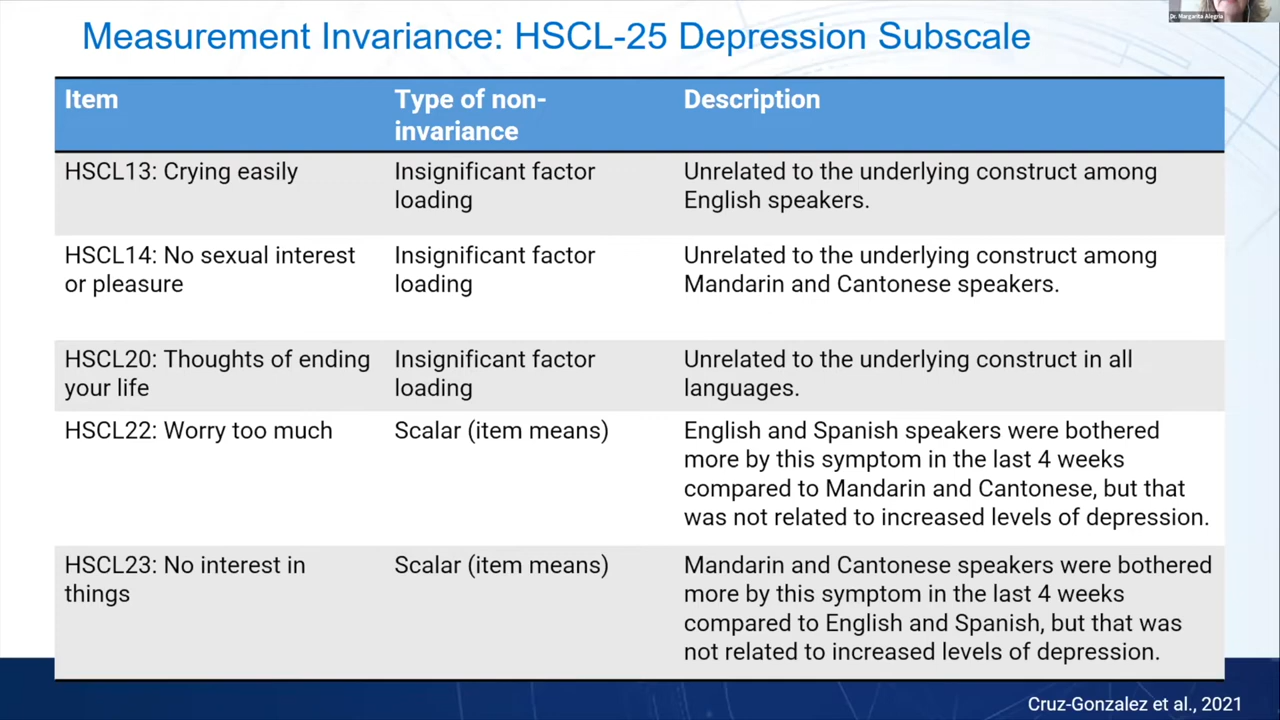 Dr. Margarita Alegria
Measurement Invariance: HSCL-25 Depression Subscale
Item
Type of non-
invariance
Description
HSCL13: Crying easily
Insignificant factor
loading
Unrelated to the underlying construct among
English speakers.
HSCL14: No sexual interest
or pleasure
Insignificant factor
loading
Unrelated to the underlying construct among
Mandarin and Cantonese speakers.
HSCL20: Thoughts of ending
your life
Insignificant factor
loading
Unrelated to the underlying construct in all
languages.
HSCL22: Worry too much
Scalar (item means)
English and Spanish speakers were bothered
more by this symptom in the last 4 weeks
compared to Mandarin and Cantonese, but that
was not related to increased levels of depression.
HSCL23: No interest in
things
Scalar (item means)
Mandarin and Cantonese speakers were bothered
more by this symptom in the last 4 weeks
compared to English and Spanish, but that was
not related to increased levels of depression.
Cruz-Gonzalez et al., 2021